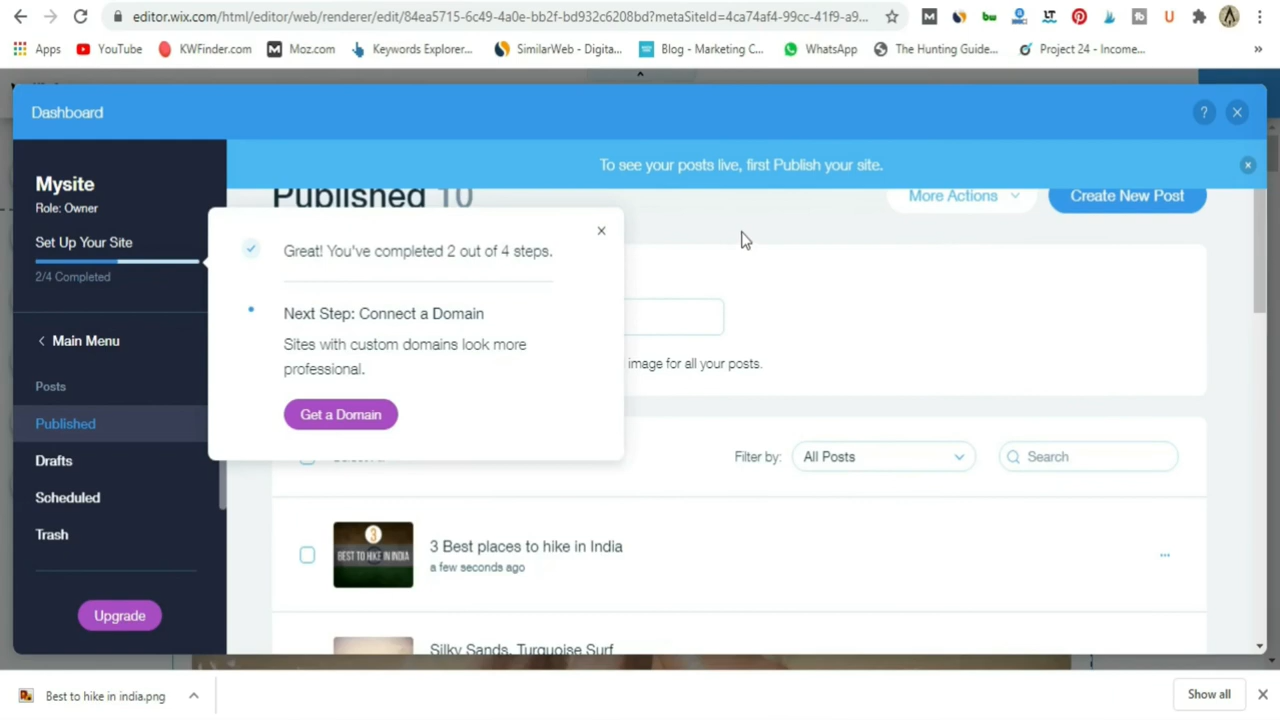 editor.wix.com/html/editor/web/renderer/edit/84ea5715-6c49-4a0e-bb2f-bd932c6208bd?metaSiteId=4ca74af4-99cc-41f9-a9...
Apps YouTube KWFinder.com Moz.com Keywords Explorer... SimilarWeb - Digita... Blog - Marketing C... WhatsApp The Hunting Guide... Project 24 - Income... »
Dashboard
To see your posts live, first Publish your site.
Mysite
Role: Owner
Set Up Your Site
2/4 Completed
Main Menu
Posts
Published
Drafts
Scheduled
Trash
Upgrade
Published 10
More Actions
Create New Post
Great! You've completed 2 out of 4 steps.
Next Step: Connect a Domain
Sites with custom domains look more
professional.
Get a Domain
image for all your posts.
Filter by: All Posts
Search
3
BEST TO HIKE IN INDIA
3 Best places to hike in India
a few seconds ago
Silky Sands, Turquoise Surf
Best to hike in india.png
Show all